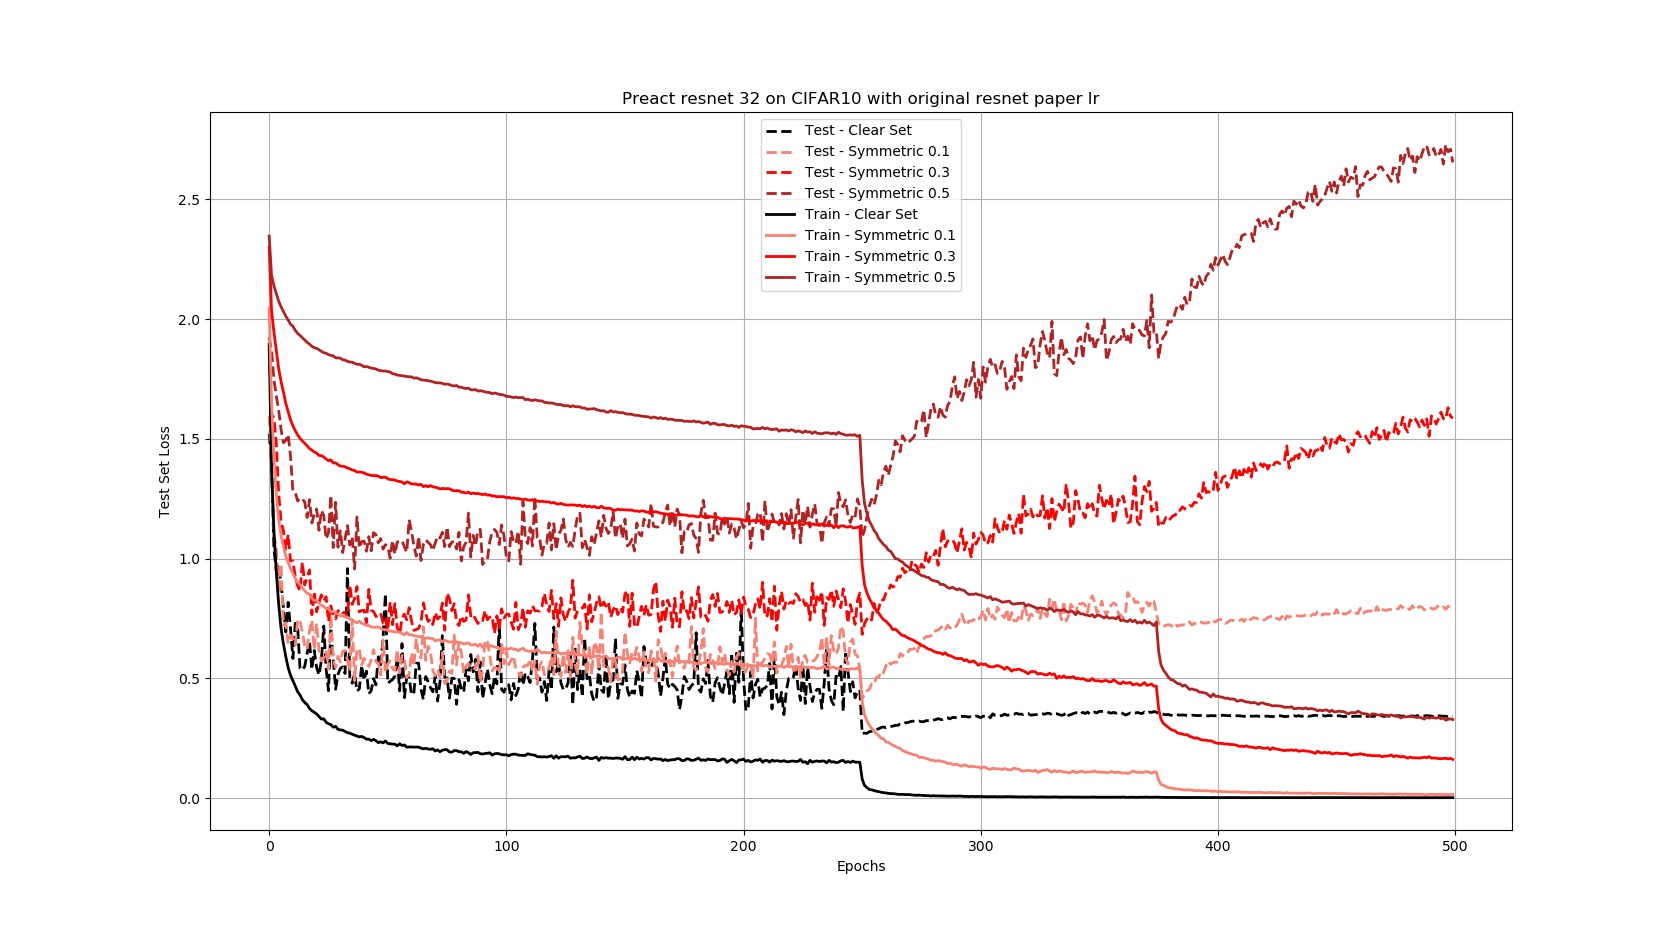 Preact resnet 32 on CIFAR10 with original resnet paper lr
Test - Clear Set
Test - Symmetric 0.1
Test - Symmetric 0.3
Test - Symmetric 0.5
Train - Clear Set
Train - Symmetric 0.1
Train - Symmetric 0.3
Train - Symmetric 0.5
Test Set Loss
2.5
2.0
1.5
1.0
0.5
0.0
0 100 200 300 400 500
Epochs